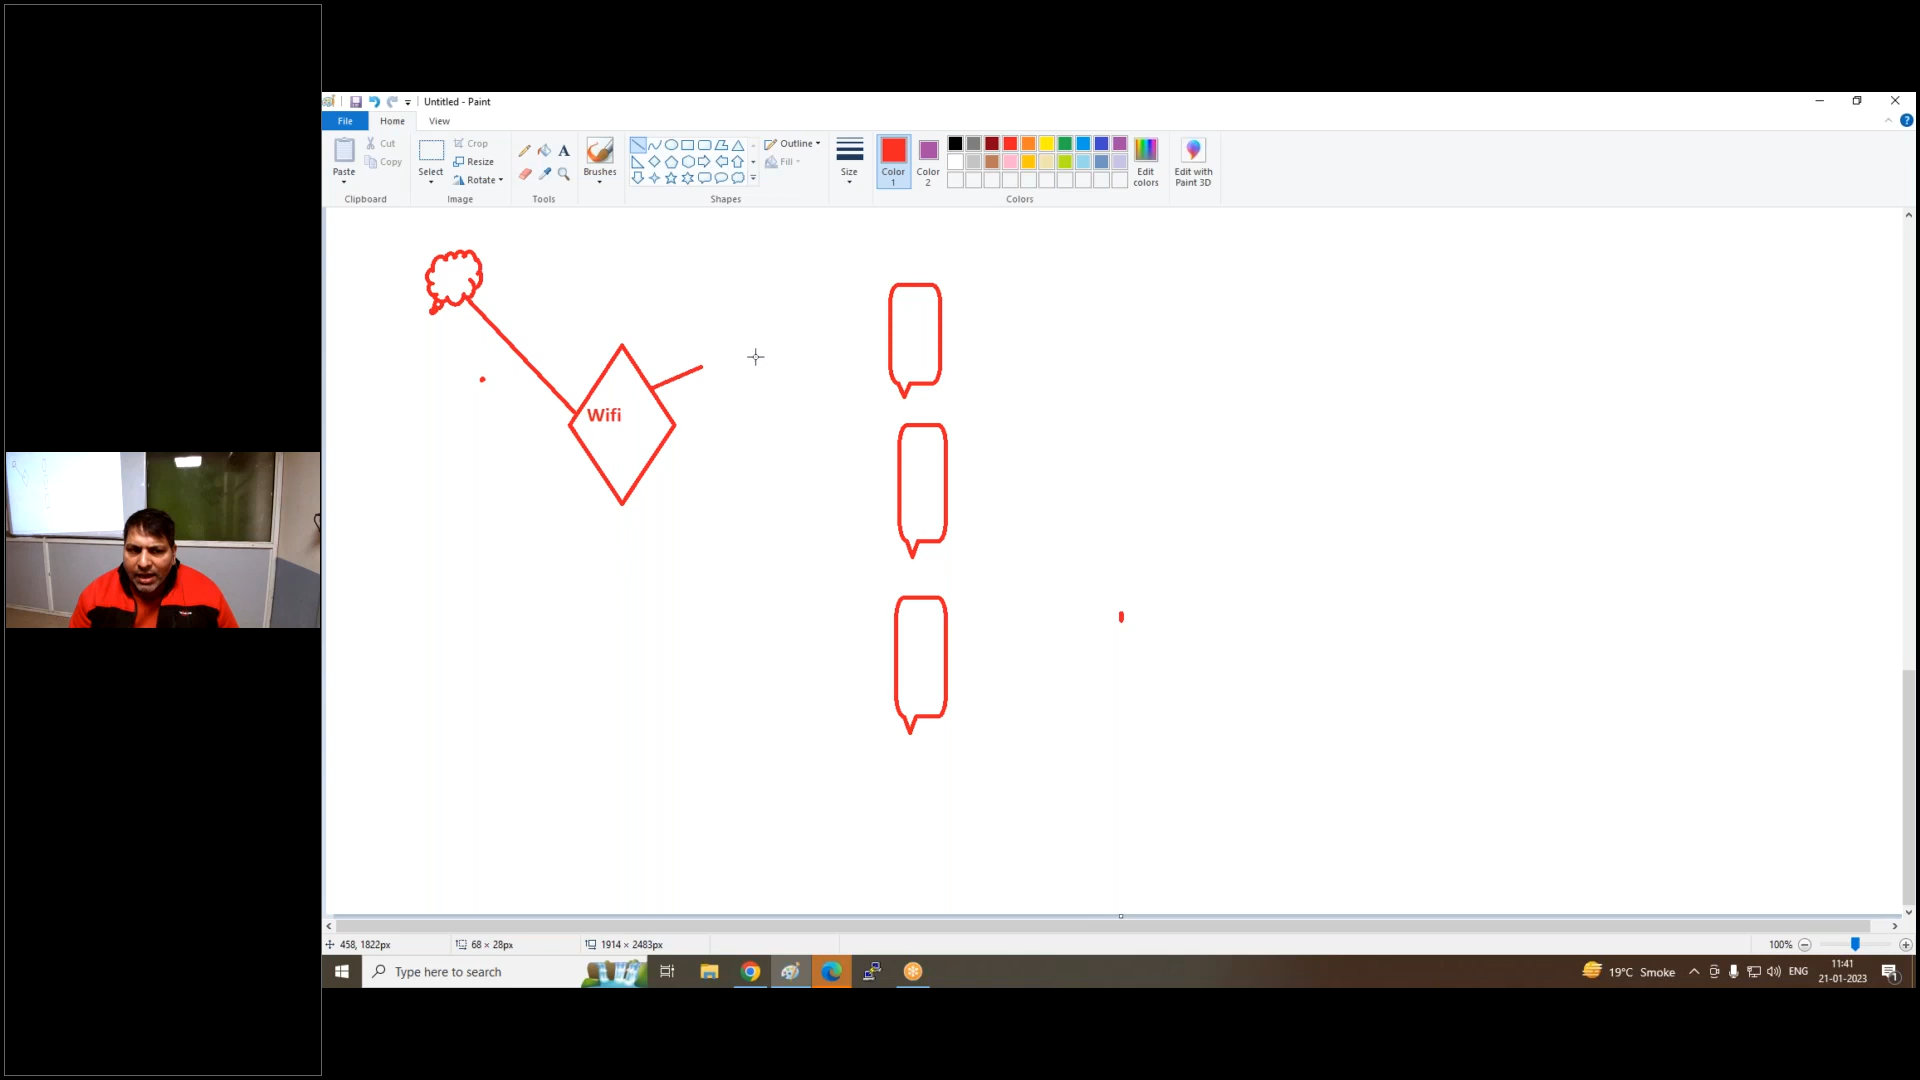 Untitled - Paint
File Home View
Paste
Cut
Copy
Clipboard
Select
Crop
Resize
Rotate
Image
A
Tools
Brushes
Outline
Fill
Shapes
Size
Color 1
Color 2
Edit colors
Colors
Edit with Paint 3D
Wifi
458, 1822px
68 × 28px
1914 × 2483px
100%
Type here to search
19°C Smoke
ENG
11:41
21-01-2023
1